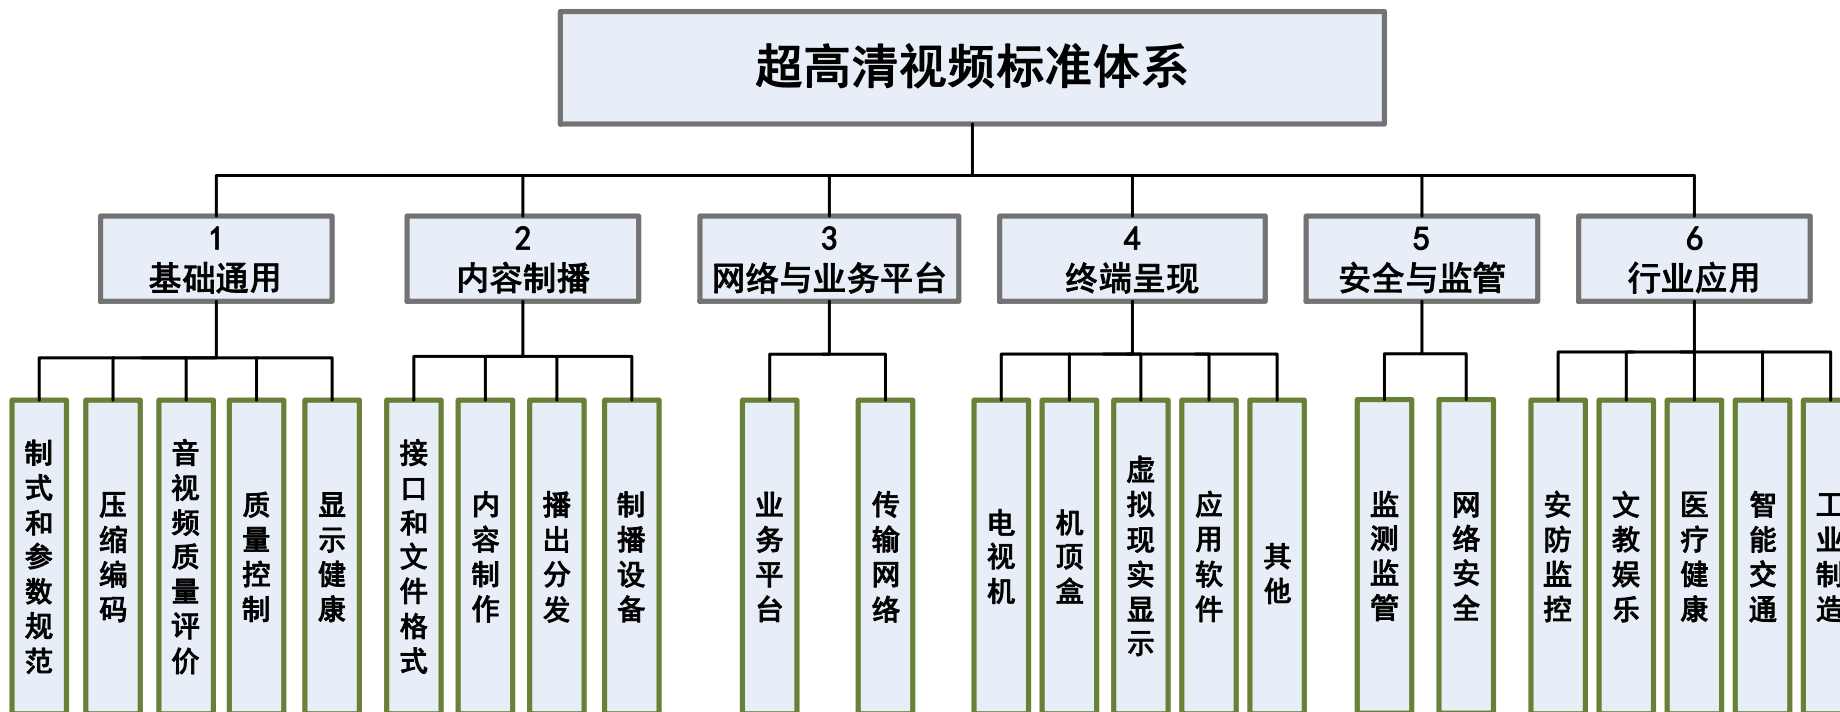 超高清视频标准体系
1
基础通用
2
内容制播
3
网络与业务平台
4
终端呈现
5
安全与监管
6
行业应用
制式和参数规范
压缩编码
音视频质量评价
质量控制
显示健康
接口和文件格式
内容制作
播出分发
制播设备
业务平台
传输网络
电视机
机顶盒
虚拟现实显示
应用软件
其他
监测监管
网络安全
安防监控
文教娱乐
医疗健康
智能交通
工业制造